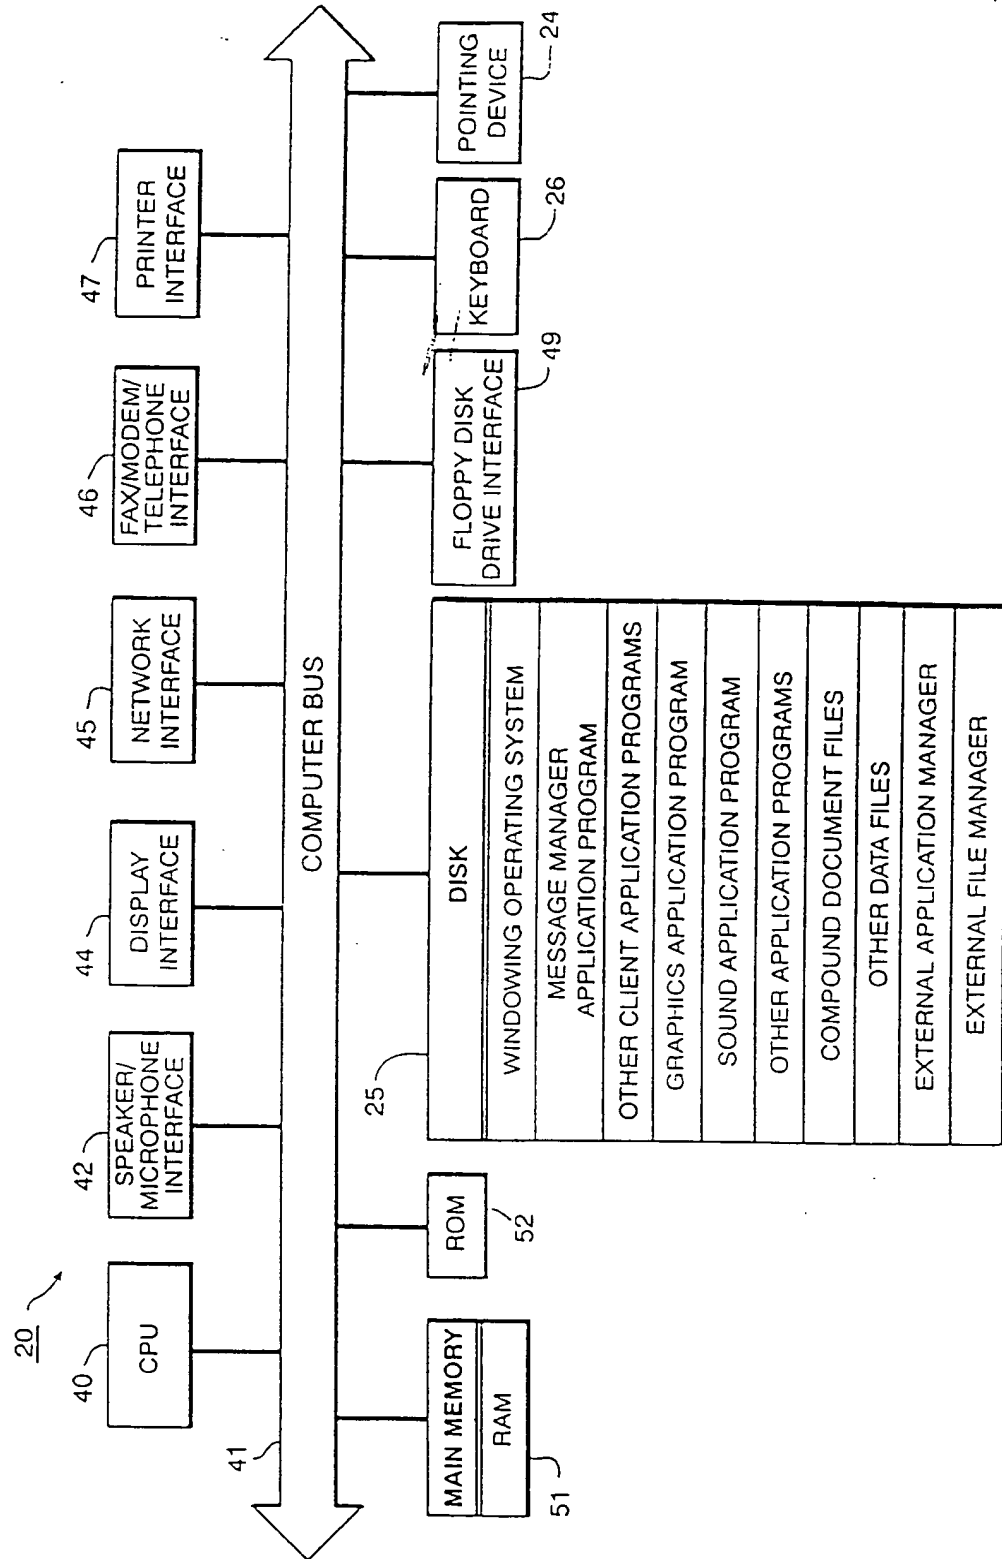 20
40
CPU
42
SPEAKER/
MICROPHONE
INTERFACE
44
DISPLAY
INTERFACE
45
NETWORK
INTERFACE
46
FAX/MODEM/
TELEPHONE
INTERFACE
47
PRINTER
INTERFACE
41
COMPUTER BUS
MAIN MEMORY
RAM
51
ROM
52
25
DISK
WINDOWING OPERATING SYSTEM
MESSAGE MANAGER
APPLICATION PROGRAM
OTHER CLIENT APPLICATION PROGRAMS
GRAPHICS APPLICATION PROGRAM
SOUND APPLICATION PROGRAM
OTHER APPLICATION PROGRAMS
COMPOUND DOCUMENT FILES
OTHER DATA FILES
EXTERNAL APPLICATION MANAGER
EXTERNAL FILE MANAGER
FLOPPY DISK
DRIVE INTERFACE
49
KEYBOARD
26
POINTING
DEVICE
24